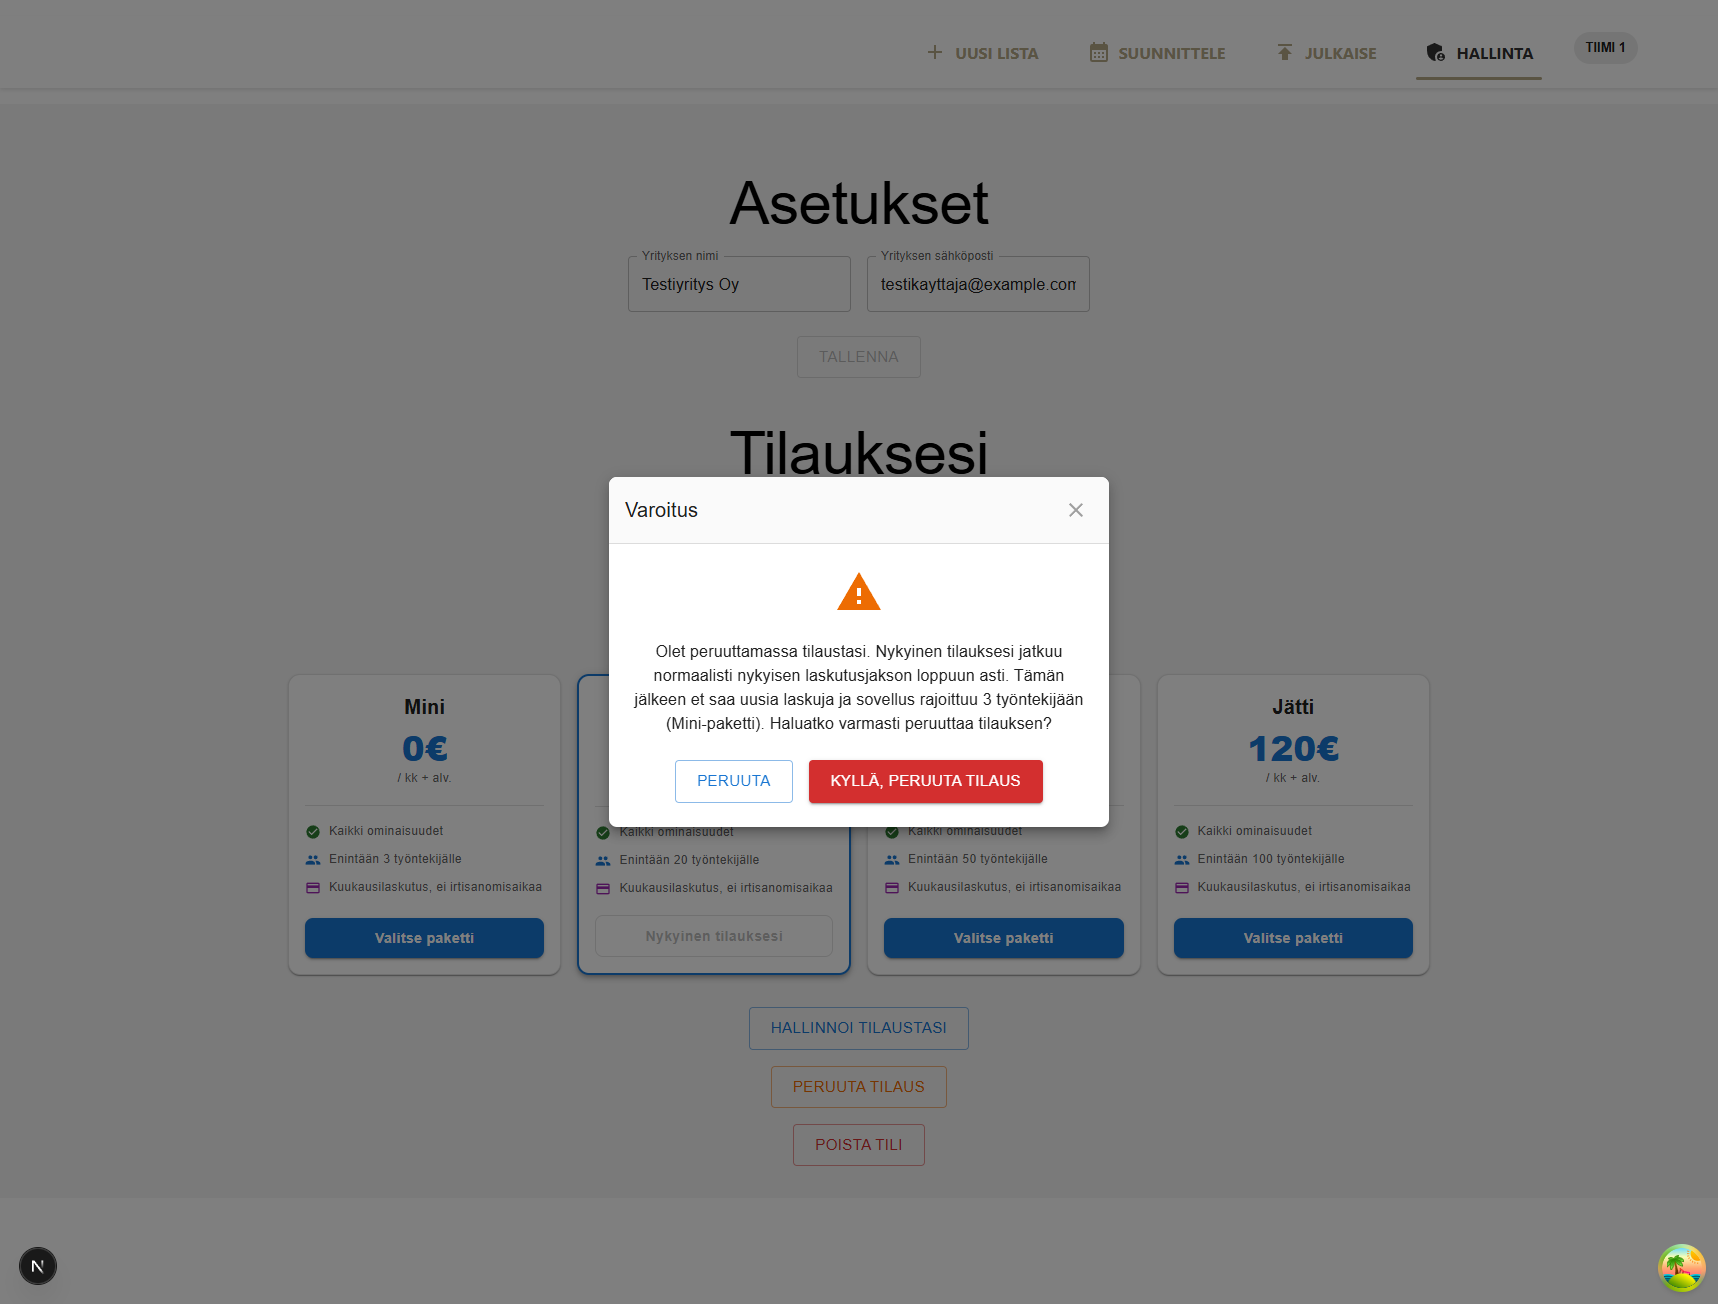 UUSI LISTA
SUUNNITTELE
JULKAISE
HALLINTA
TIIMI 1
Asetukset
Yrityksen nimi
Yrityksen sähköposti
Testiyritys Oy
testikayttaja@example.com
TALLENNA
Tilauksesi
Varoitus
Olet peruuttamassa tilaustasi. Nykyinen tilauksesi jatkuu
normaalisti nykyisen laskutusjakson loppuun asti. Tämän
jälkeen et saa uusia laskuja ja sovellus rajoittuu 3 työntekijään
(Mini-paketti). Haluatko varmasti peruuttaa tilauksen?
PERUUTA
KYLLÄ, PERUUTA TILAUS
Mini
0€
/ kk + alv.
Kaikki ominaisuudet
Enintään 3 työntekijälle
Kuukausilaskutus, ei irtisanomisaikaa
Valitse paketti
Kaikki ominaisuudet
Enintään 20 työntekijälle
Kuukausilaskutus, ei irtisanomisaikaa
Nykyinen tilauksesi
Kaikki ominaisuudet
Enintään 50 työntekijälle
Kuukausilaskutus, ei irtisanomisaikaa
Valitse paketti
Jätti
120€
/ kk + alv.
Kaikki ominaisuudet
Enintään 100 työntekijälle
Kuukausilaskutus, ei irtisanomisaikaa
Valitse paketti
HALLINNOI TILAUSTASI
PERUUTA TILAUS
POISTA TILI
N